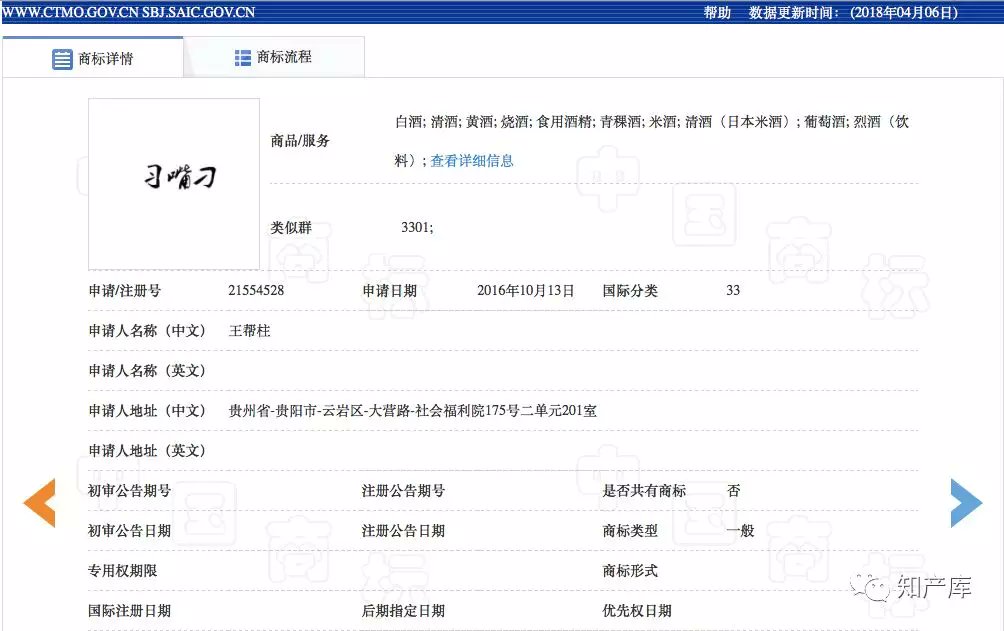 WWW.CTMO.GOV.CN SBJ.SAIC.GOV.CN 帮助 数据更新时间： (2018年04月06日)
商标详情 商标流程
习嘴刁
商品/服务 白酒; 清酒; 黄酒; 烧酒; 食用酒精; 青稞酒; 米酒; 清酒（日本米酒）; 葡萄酒; 烈酒（饮
料）; 查看详细信息
类似群 3301;
申请/注册号 21554528 申请日期 2016年10月13日 国际分类 33
申请人名称（中文） 王帮柱
申请人名称（英文）
申请人地址（中文） 贵州省-贵阳市-云岩区-大营路-社会福利院175号二单元201室
申请人地址（英文）
初审公告期号 注册公告期号 是否共有商标 否
初审公告日期 注册公告日期 商标类型 一般
专用权期限 商标形式
国际注册日期 后期指定日期 优先权日期
中国商标
中国商标
中国商标
知产库